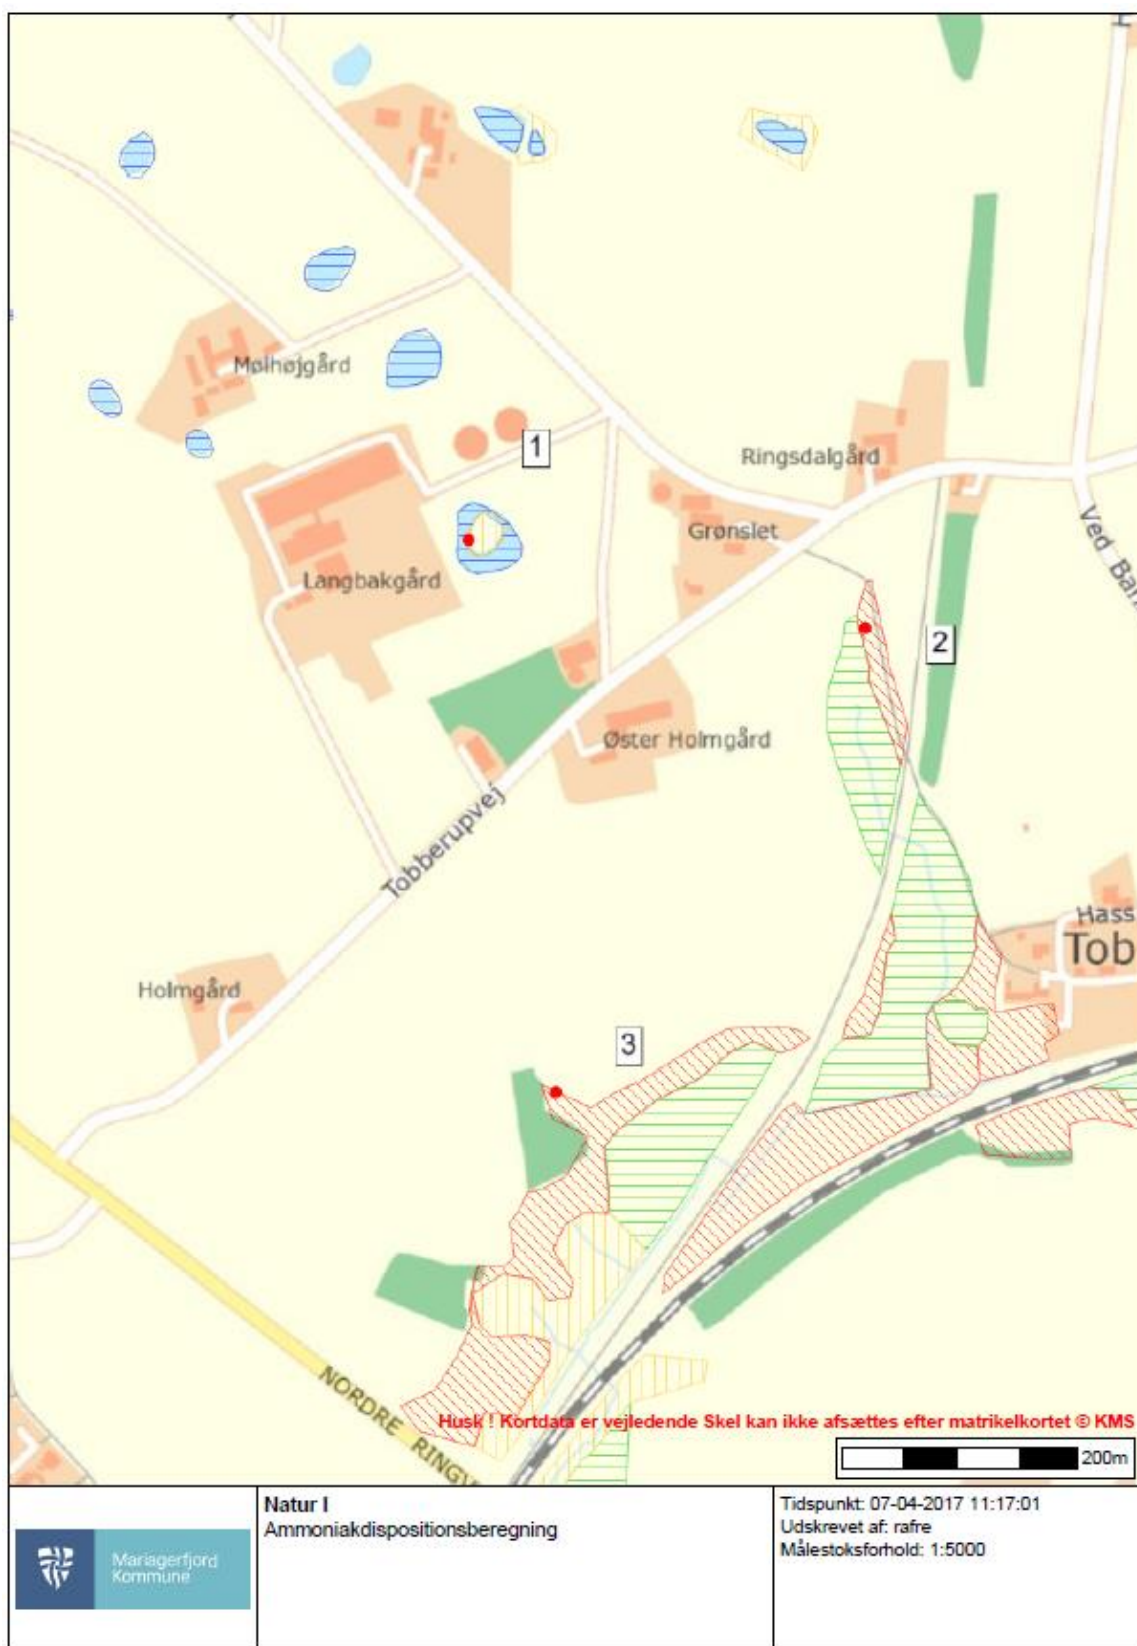 Mølhøjgård
1
Ringsdalgård
Grønslet
Langbakgård
2
Øster Holmgård
Tobberupvej
Hass
Tob
Holmgård
3
NORDRE RINGV
Husk ! Kortdata er vejledende Skel kan ikke afsættes efter matrikelkortet © KMS
200m
Natur I
Ammoniakdispositionsberegning
Tidspunkt: 07-04-2017 11:17:01
Udskrevet af: rafre
Målestoksforhold: 1:5000
Mariagerfjord
Kommune